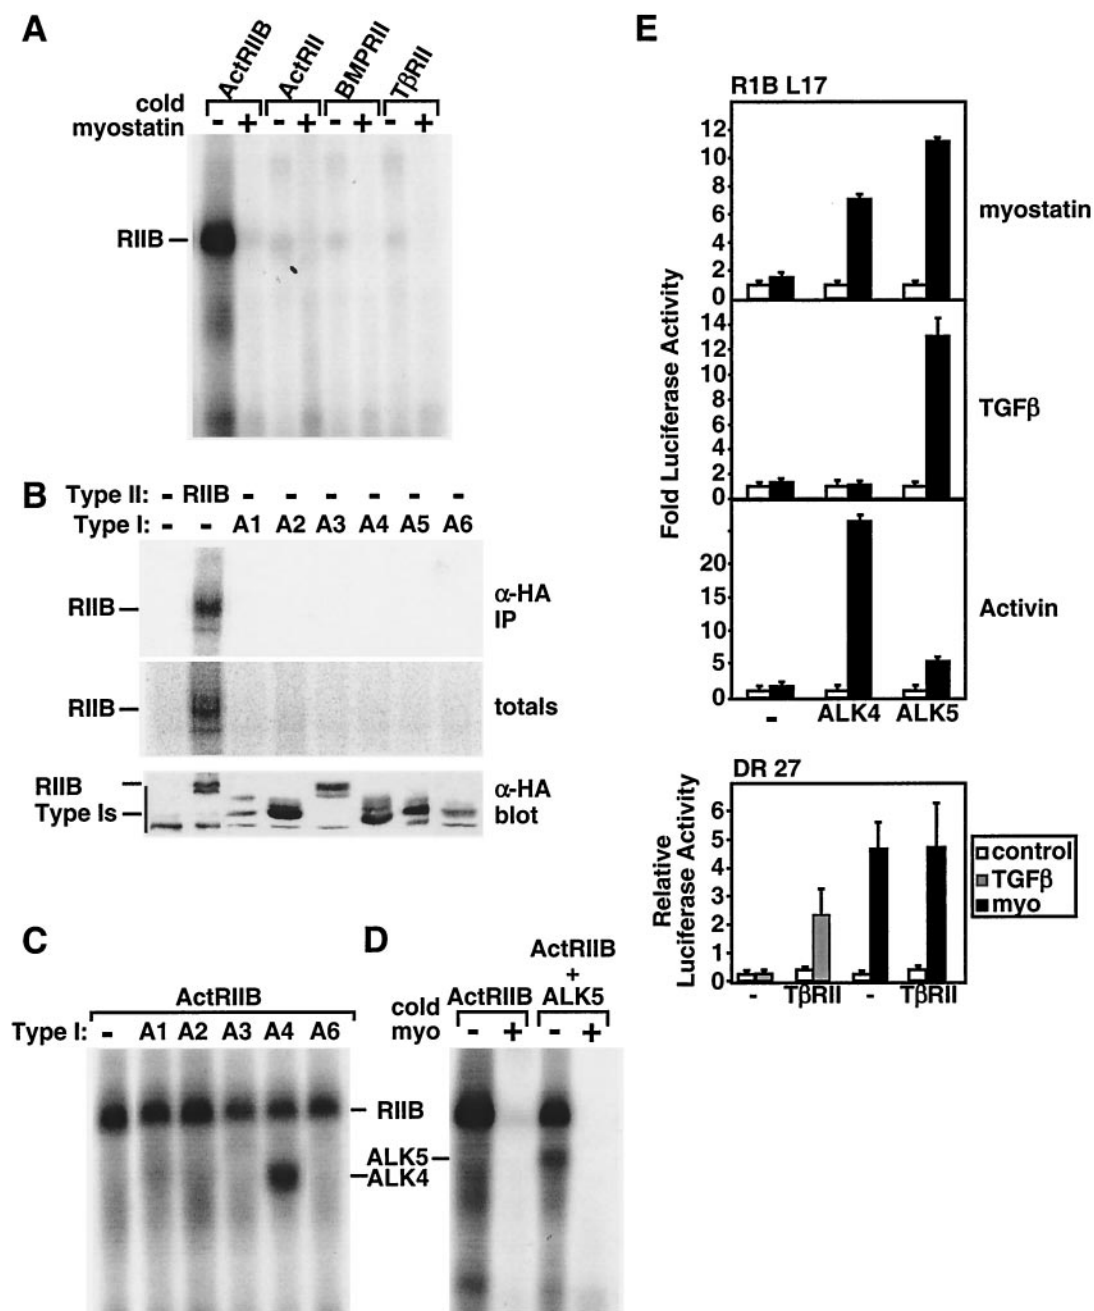 A
ActRIIB ActRII BMPRII TβRII
cold
myostatin - + - + - + - +
RIIB
B
Type II: - RIIB - - - - - -
Type I: - - A1 A2 A3 A4 A5 A6
RIIB
α-HA
IP
RIIB
totals
RIIB
Type Is
α-HA
blot
C
ActRIIB
Type I: - A1 A2 A3 A4 A6
RIIB
ALK5
ALK4
D
ActRIIB
+
ActRIIB ALK5
cold
myo - + - +
E
R1B L17
Fold Luciferase Activity
12
10
8
6
4
2
0
myostatin
14
12
10
8
6
4
2
0
TGFβ
20
15
10
5
0
Activin
- ALK4 ALK5
DR 27
Relative
Luciferase Activity
6
5
4
3
2
1
0
- TβRII - TβRII
control
TGFβ
myo